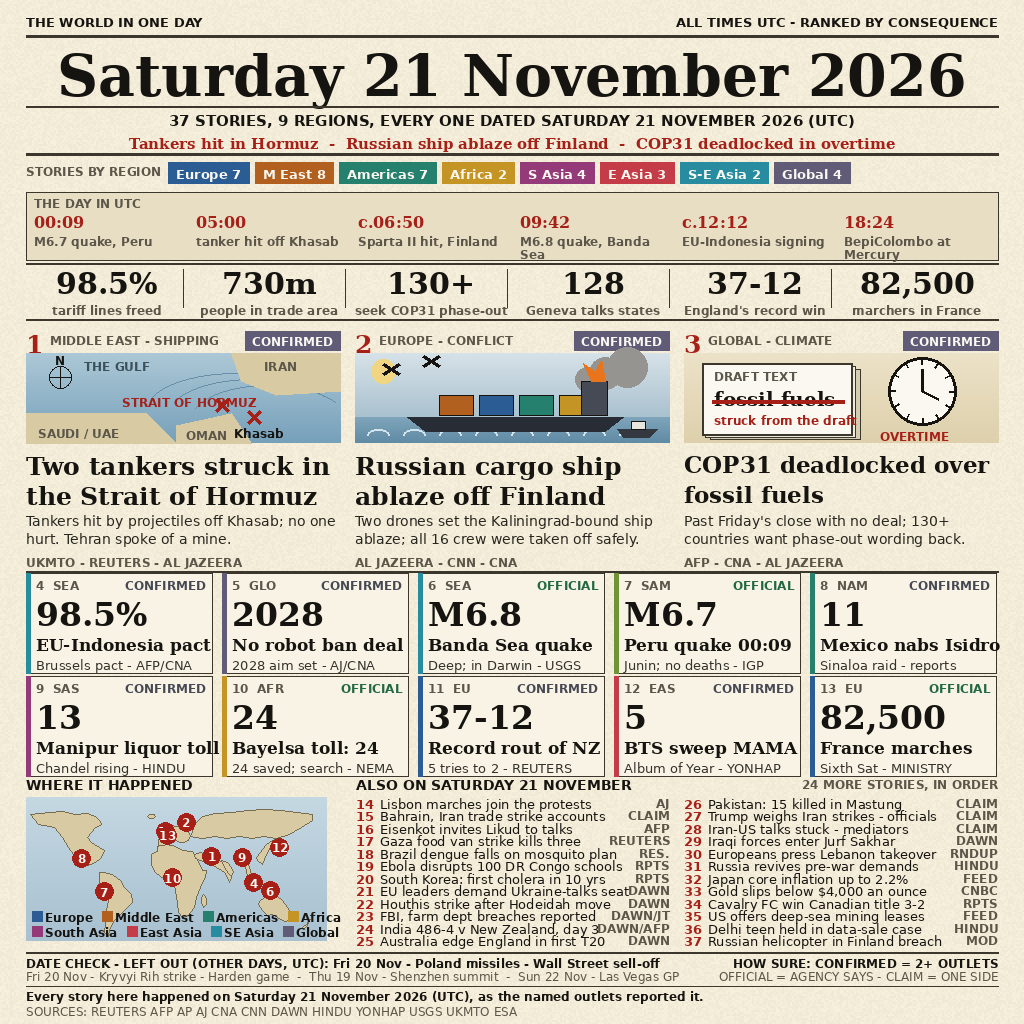 THE WORLD IN ONE DAY
ALL TIMES UTC - RANKED BY CONSEQUENCE
Saturday 21 November 2026
37 STORIES, 9 REGIONS, EVERY ONE DATED SATURDAY 21 NOVEMBER 2026 (UTC)
Tankers hit in Hormuz - Russian ship ablaze off Finland - COP31 deadlocked in overtime
STORIES BY REGION Europe 7 M East 8 Americas 7 Africa 2 S Asia 4 E Asia 3 S-E Asia 2 Global 4
THE DAY IN UTC
00:09 05:00 c.06:50 09:42 c.12:12 18:24
M6.7 quake, Peru
tanker hit off Khasab
Sparta II hit, Finland
M6.8 quake, Banda
Sea
EU-Indonesia signing
BepiColombo at
Mercury
98.5% 730m 130+ 128 37-12 82,500
tariff lines freed
people in trade area
seek COP31 phase-out
Geneva talks states
England's record win
marchers in France
1 MIDDLE EAST - SHIPPING CONFIRMED
N
THE GULF
IRAN
STRAIT OF HORMUZ
SAUDI / UAE
OMAN
Khasab
Two tankers struck in
the Strait of Hormuz
Tankers hit by projectiles off Khasab; no one
hurt. Tehran spoke of a mine.
UKMTO - REUTERS - AL JAZEERA
2 EUROPE - CONFLICT CONFIRMED
Russian cargo ship
ablaze off Finland
Two drones set the Kaliningrad-bound ship
ablaze; all 16 crew were taken off safely.
AL JAZEERA - CNN - CNA
3 GLOBAL - CLIMATE CONFIRMED
DRAFT TEXT
fossil fuels
struck from the draft
OVERTIME
COP31 deadlocked over
fossil fuels
Past Friday's close with no deal; 130+
countries want phase-out wording back.
AFP - CNA - AL JAZEERA
4 SEA CONFIRMED
98.5%
EU-Indonesia pact
Brussels pact - AFP/CNA
5 GLO CONFIRMED
2028
No robot ban deal
2028 aim set - AJ/CNA
6 SEA OFFICIAL
M6.8
Banda Sea quake
Deep; in Darwin - USGS
7 SAM OFFICIAL
M6.7
Peru quake 00:09
Junin; no deaths - IGP
8 NAM CONFIRMED
11
Mexico nabs Isidro
Sinaloa raid - reports
9 SAS CONFIRMED
13
Manipur liquor toll
Chandel rising - HINDU
10 AFR OFFICIAL
24
Bayelsa toll: 24
24 saved; search - NEMA
11 EU CONFIRMED
37-12
Record rout of NZ
5 tries to 2 - REUTERS
12 EAS CONFIRMED
5
BTS sweep MAMA
Album of Year - YONHAP
13 EU OFFICIAL
82,500
France marches
Sixth Sat - MINISTRY
WHERE IT HAPPENED
2
13
12
8
1
9
10
4
7
6
Europe Middle East Americas Africa
South Asia East Asia SE Asia Global
ALSO ON SATURDAY 21 NOVEMBER
24 MORE STORIES, IN ORDER
14 Lisbon marches join the protests AJ
15 Bahrain, Iran trade strike accounts CLAIM
16 Eisenkot invites Likud to talks AFP
17 Gaza food van strike kills three REUTERS
18 Brazil dengue falls on mosquito plan RES.
19 Ebola disrupts 100 DR Congo schools RPTS
20 South Korea: first cholera in 10 yrs RPTS
21 EU leaders demand Ukraine-talks seat DAWN
22 Houthis strike after Hodeidah move DAWN
23 FBI, farm dept breaches reported DAWN/JT
24 India 486-4 v New Zealand, day 3 DAWN/AFP
25 Australia edge England in first T20 DAWN
26 Pakistan: 15 killed in Mastung CLAIM
27 Trump weighs Iran strikes - officials CLAIM
28 Iran-US talks stuck - mediators CLAIM
29 Iraqi forces enter Jurf Sakhar DAWN
30 Europeans press Lebanon takeover RNDUP
31 Russia revives pre-war demands HINDU
32 Japan core inflation up to 2.2% FEED
33 Gold slips below $4,000 an ounce CNBC
34 Cavalry FC win Canadian title 3-2 RPTS
35 US offers deep-sea mining leases FEED
36 Delhi teen held in data-sale case HINDU
37 Russian helicopter in Finland breach MOD
DATE CHECK - LEFT OUT (OTHER DAYS, UTC): Fri 20 Nov - Poland missiles - Wall Street sell-off
HOW SURE: CONFIRMED = 2+ OUTLETS
Fri 20 Nov - Kryvyi Rih strike - Harden game - Thu 19 Nov - Shenzhen summit - Sun 22 Nov - Las Vegas GP
OFFICIAL = AGENCY SAYS - CLAIM = ONE SIDE
Every story here happened on Saturday 21 November 2026 (UTC), as the named outlets reported it.
SOURCES: REUTERS AFP AP AJ CNA CNN DAWN HINDU YONHAP USGS UKMTO ESA